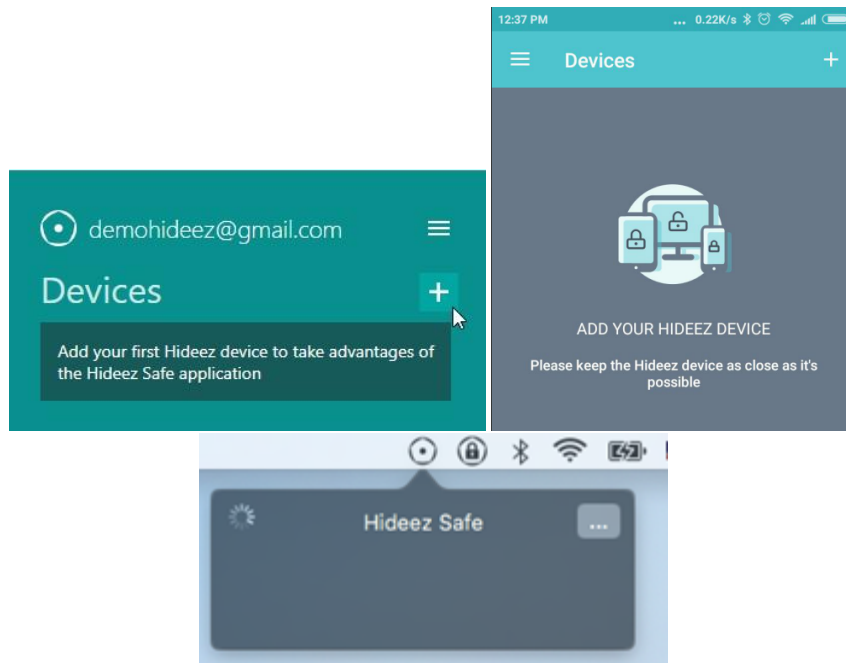 demohideez@gmail.com
Devices
+
Add your first Hideez device to take advantages of
the Hideez Safe application
12:37 PM
... 0.22K/s
Devices
+
ADD YOUR HIDEEZ DEVICE
Please keep the Hideez device as close as it's
possible
Hideez Safe
...